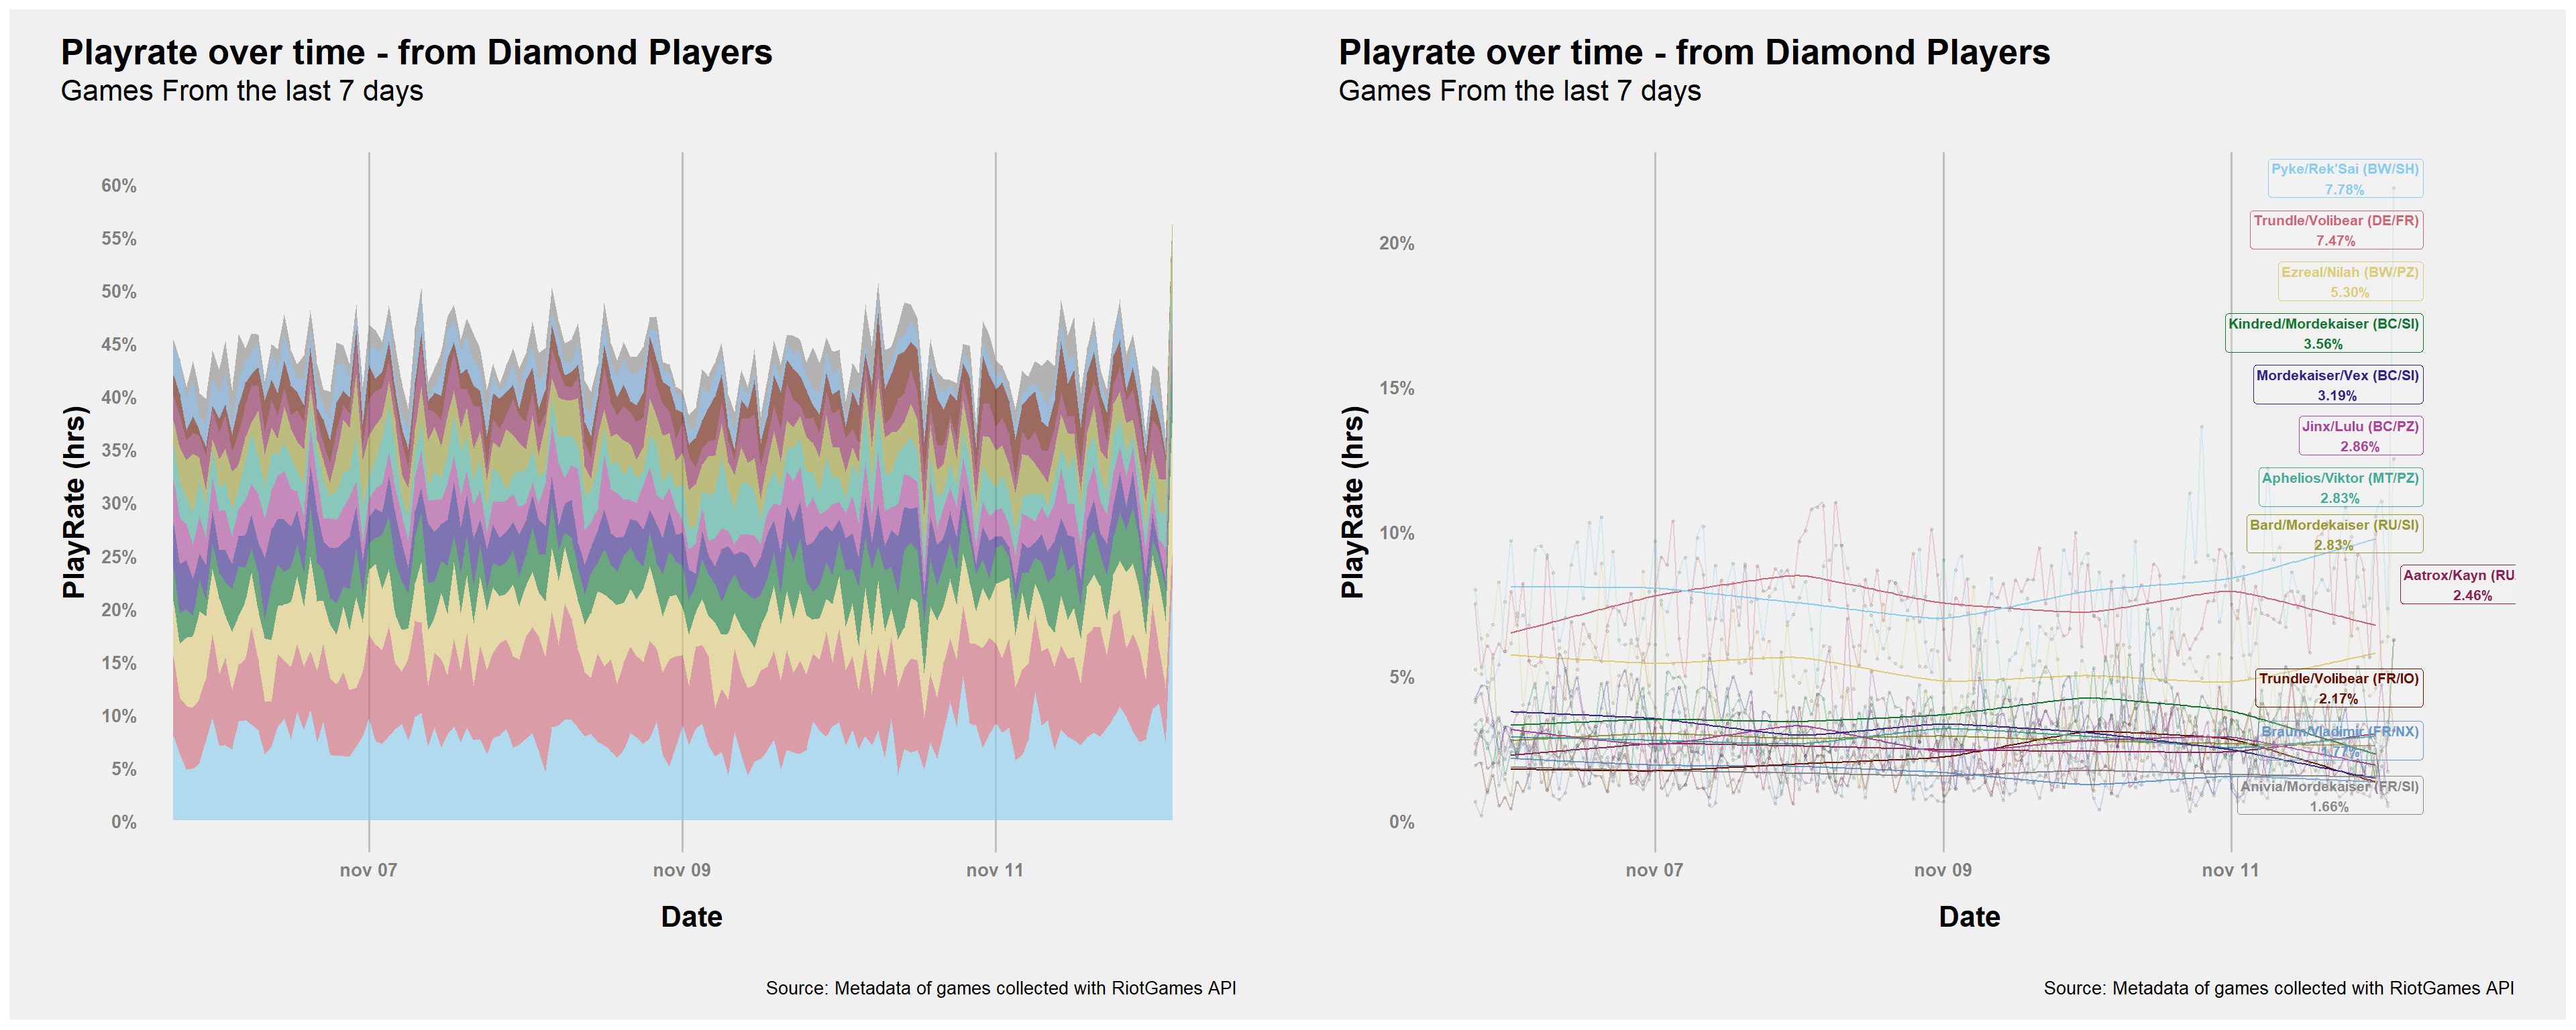 Playrate over time - from Diamond Players
Games From the last 7 days
PlayRate (hrs)
60%
55%
50%
45%
40%
35%
30%
25%
20%
15%
10%
5%
0%
nov 07
nov 09
nov 11
Date
Source: Metadata of games collected with RiotGames API
Playrate over time - from Diamond Players
Games From the last 7 days
PlayRate (hrs)
20%
15%
10%
5%
0%
Pyke/Rek'Sai (BW/SH)
7.78%
Trundle/Volibear (DE/FR)
7.47%
Ezreal/Nilah (BW/PZ)
5.30%
Kindred/Mordekaiser (BC/SI)
3.56%
Mordekaiser/Vex (BC/SI)
3.19%
Jinx/Lulu (BC/PZ)
2.86%
Aphelios/Viktor (MT/PZ)
2.83%
Bard/Mordekaiser (RU/SI)
2.83%
Aatrox/Kayn (RU
2.46%
Trundle/Volibear (FR/IO)
2.17%
Braum/Vladimir (FR/NX)
1.77%
Anivia/Mordekaiser (FR/SI)
1.66%
nov 07
nov 09
nov 11
Date
Source: Metadata of games collected with RiotGames API